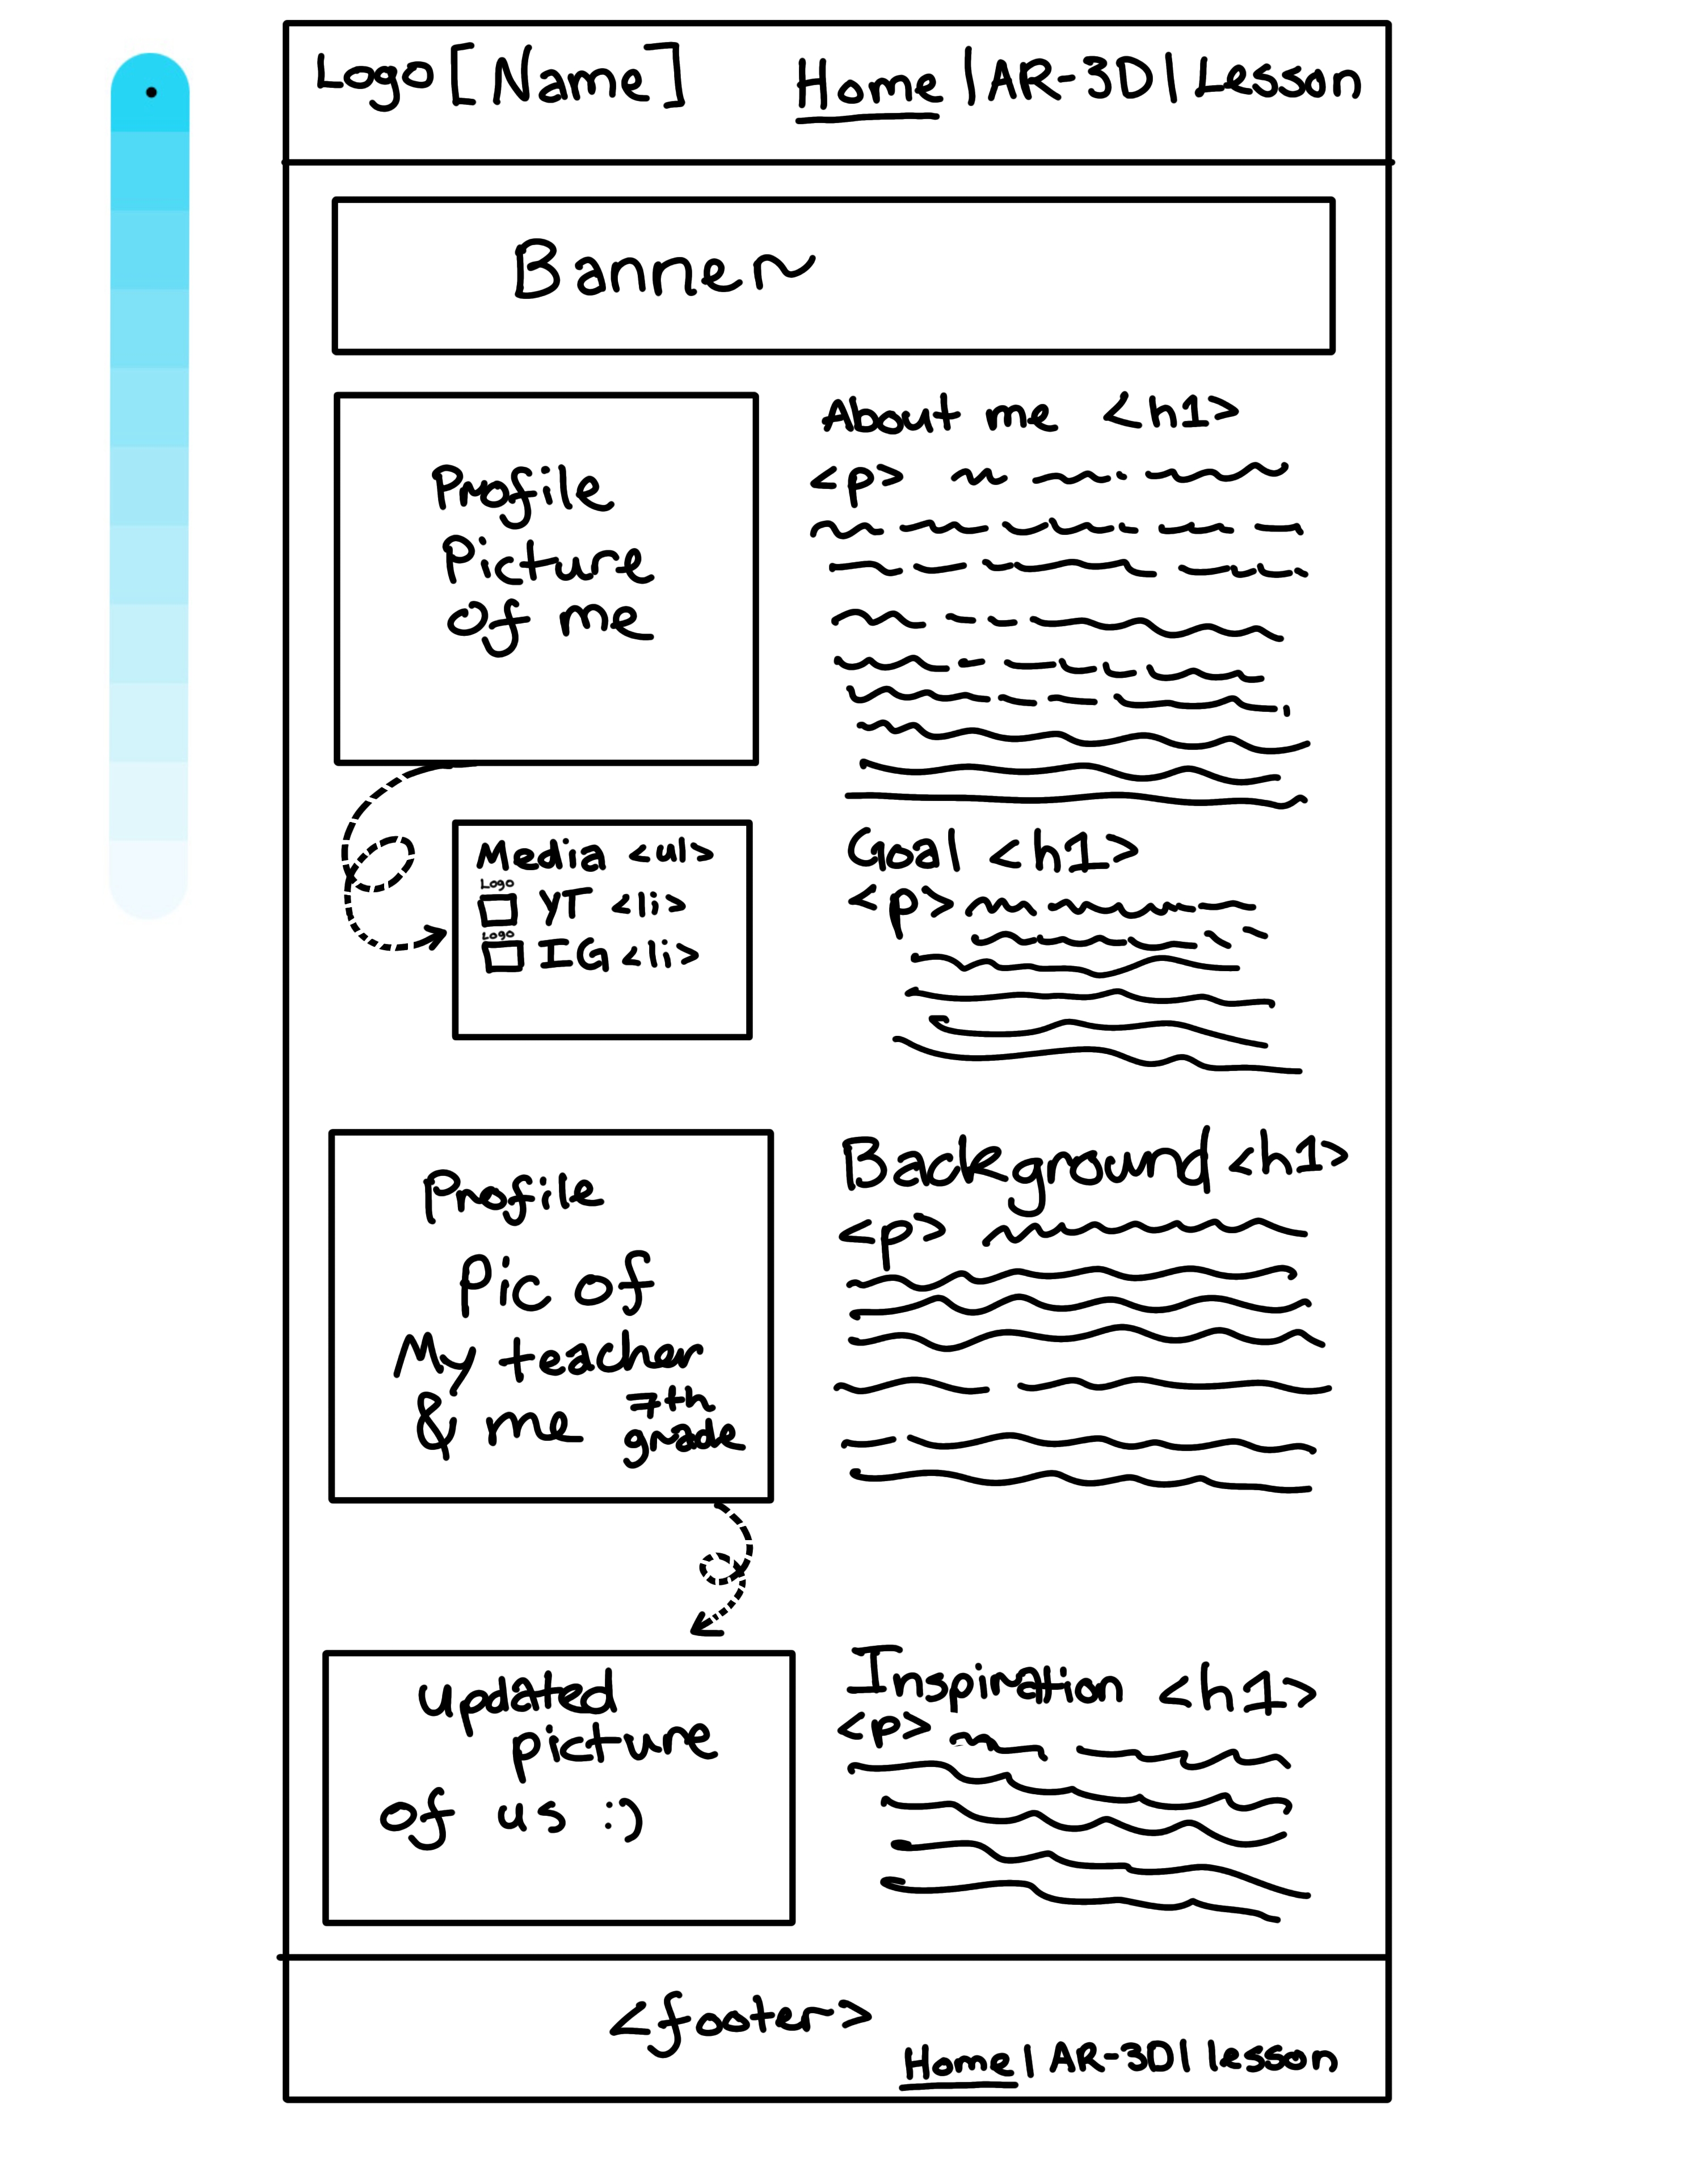 Logo [Name] Home | AR-3D | Lesson
Banner
Profile
Picture
of me
About me <h1>
<p>
Media <ul>
Logo
YT <li>
Logo
IG <li>
Goal <h1>
<p>
Profile
Pic of
My teacher
& me 7th
grade
Background <h1>
<p>
updated
picture
of us :)
Inspiration <h1>
<p>
<footer>
Home | AR-3D | lesson